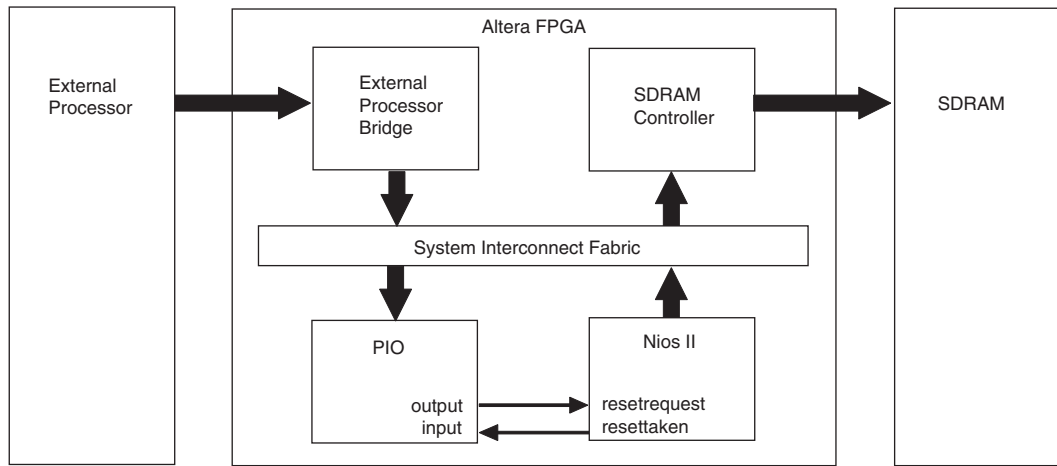 Altera FPGA
External
Processor
External
Processor
Bridge
SDRAM
Controller
SDRAM
System Interconnect Fabric
PIO
output
input
Nios II
resetrequest
resettaken